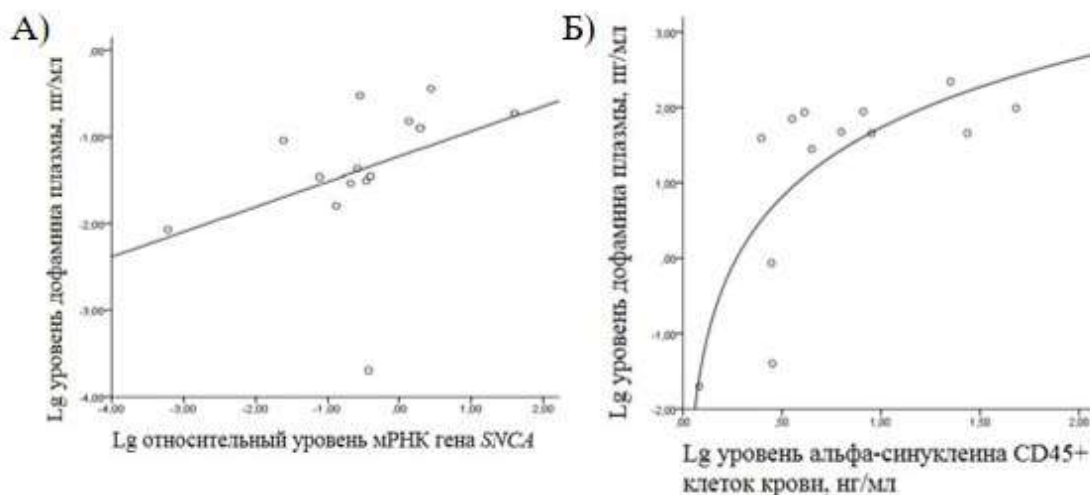 А)
Lg уровень дофамина плазмы, пг/мл
,00
-1,00
-2,00
-3,00
-4,00
-4,00 -3,00 -2,00 -1,00 ,00 1,00 2,00
Lg относительный уровень мРНК гена SNCA
Б)
Lg уровень дофамина плазмы, пг/мл
3,00
2,00
1,00
,00
-1,00
-2,00
,00 ,50 1,00 1,50 2,00
Lg уровень альфа-синуклеина CD45+
клеток крови, нг/мл